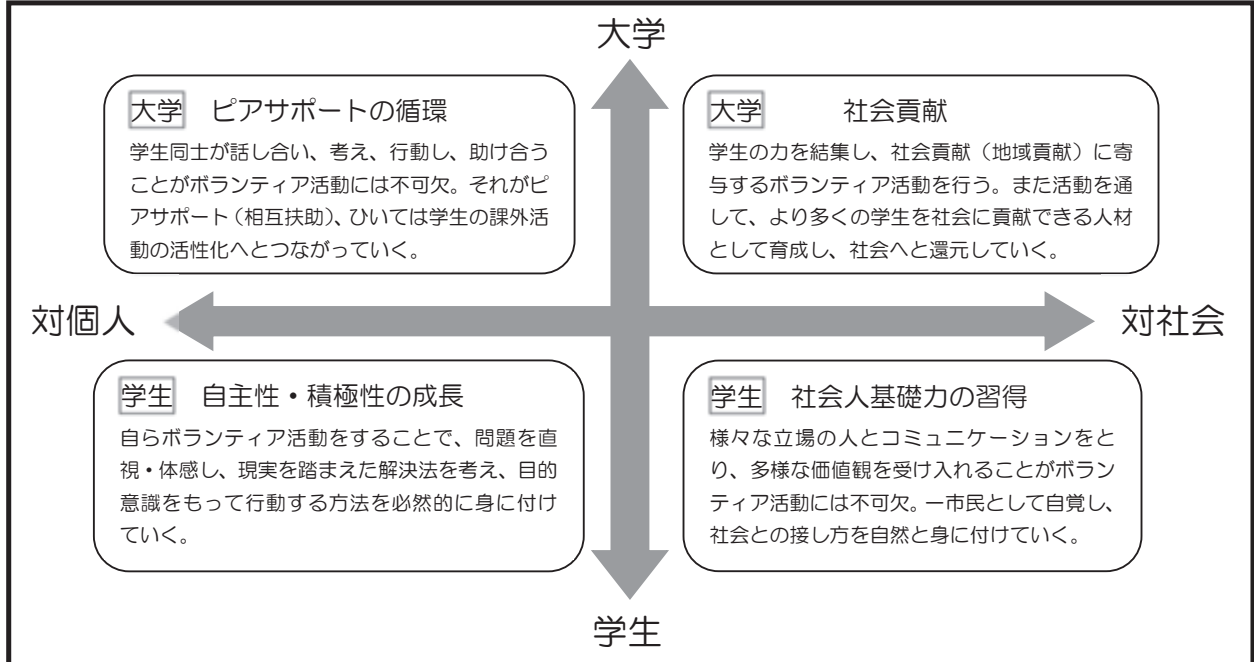 大学
大学 ピアサポートの循環
学生同士が話し合い、考え、行動し、助け合う
ことがボランティア活動には不可欠。それがピ
アサポート（相互扶助）、ひいては学生の課外活
動の活性化へとつながっていく。
大学 社会貢献
学生の力を結集し、社会貢献（地域貢献）に寄
与するボランティア活動を行う。また活動を通
して、より多くの学生を社会に貢献できる人材
として育成し、社会へと還元していく。
対個人
対社会
学生 自主性・積極性の成長
自らボランティア活動をすることで、問題を直
視・体感し、現実を踏まえた解決法を考え、目的
意識をもって行動する方法を必然的に身に付け
ていく。
学生 社会人基礎力の習得
様々な立場の人とコミュニケーションをと
り、多様な価値観を受け入れることがボラン
ティア活動には不可欠。一市民として自覚し、
社会との接し方を自然と身に付けていく。
学生